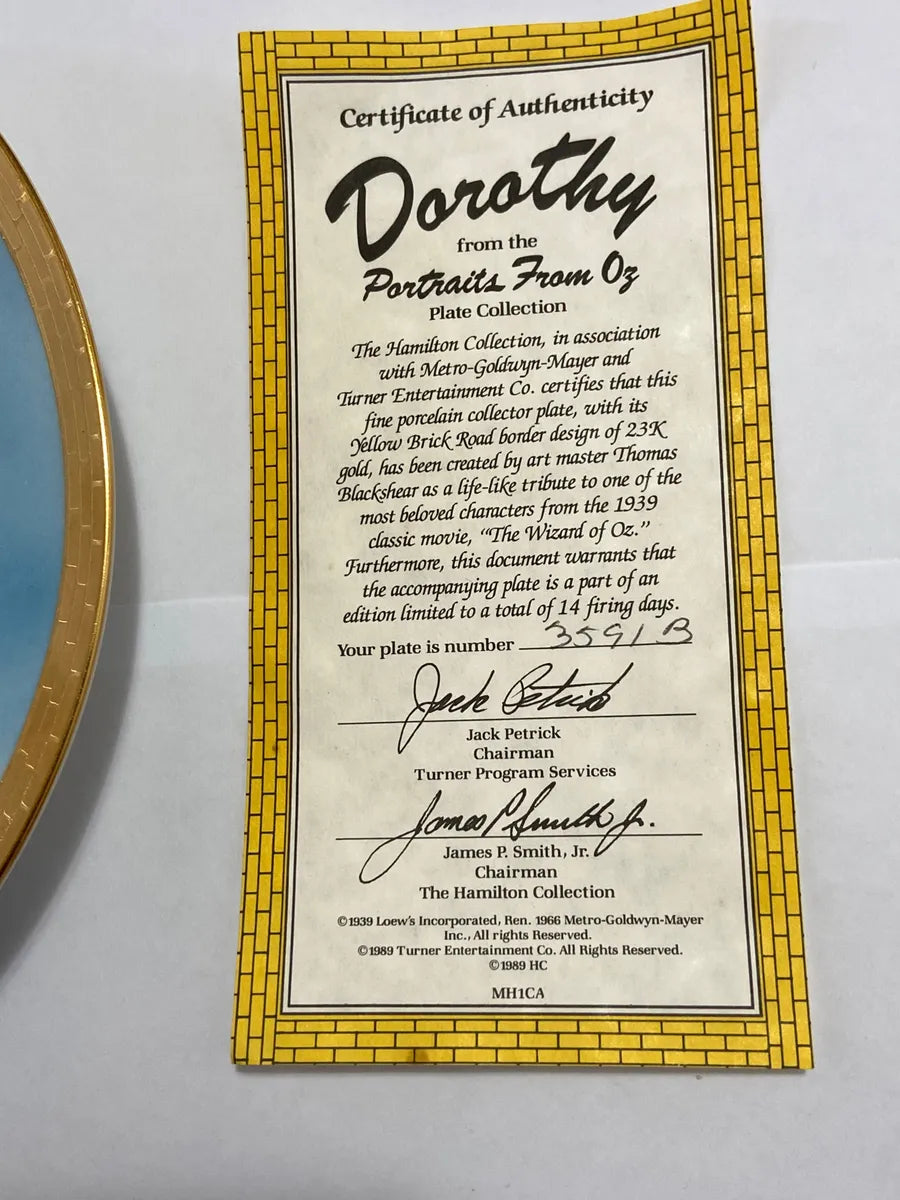 Certificate of Authenticity
Dorothy
from the
Portraits From Oz
Plate Collection
The Hamilton Collection, in association
with Metro-Goldwyn-Mayer and
Turner Entertainment Co. certifies that this
fine porcelain collector plate, with its
Yellow Brick Road border design of 23K
gold, has been created by art master Thomas
Blackshear as a life-like tribute to one of the
most beloved characters from the 1939
classic movie, “The Wizard of Oz.”
Furthermore, this document warrants that
the accompanying plate is a part of an
edition limited to a total of 14 firing days.
Your plate is number 3591 B
Jack Petrick
Jack Petrick
Chairman
Turner Program Services
James P Smith Jr.
James P. Smith, Jr.
Chairman
The Hamilton Collection
©1939 Loew's Incorporated, Ren. 1966 Metro-Goldwyn-Mayer
Inc., All rights Reserved.
©1989 Turner Entertainment Co. All Rights Reserved.
©1989 HC
MH1CA